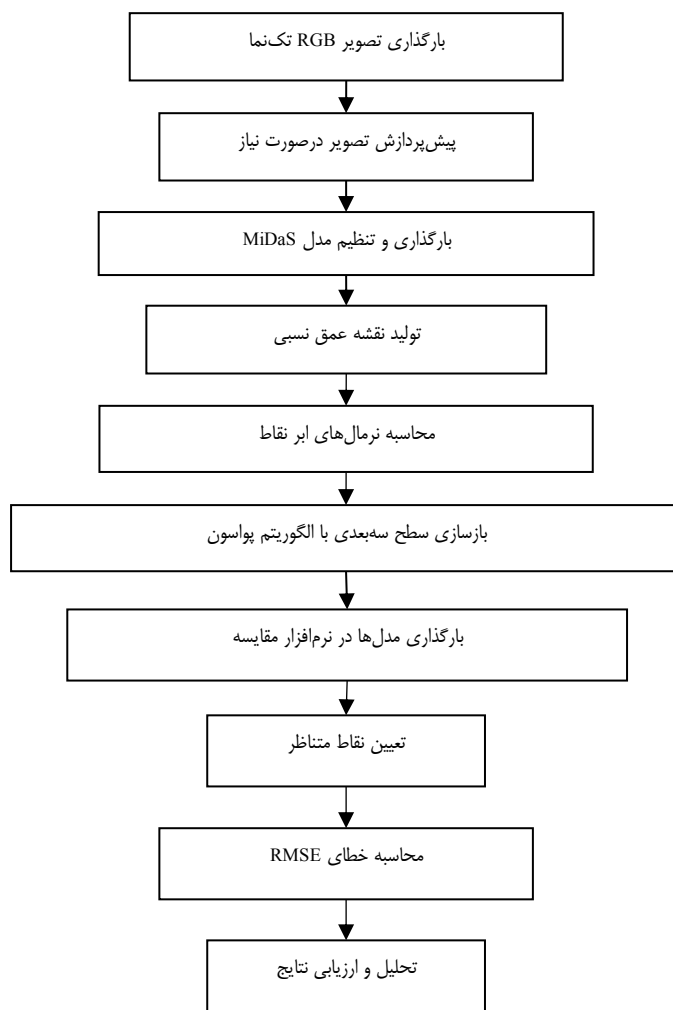 بارگذاری تصویر RGB تک‌نما
پیش‌پردازش تصویر درصورت نیاز
بارگذاری و تنظیم مدل MiDaS
تولید نقشه عمق نسبی
محاسبه نرمال‌های ابر نقاط
بازسازی سطح سه‌بعدی با الگوریتم پواسون
بارگذاری مدل‌ها در نرم‌افزار مقایسه
تعیین نقاط متناظر
محاسبه خطای RMSE
تحلیل و ارزیابی نتایج